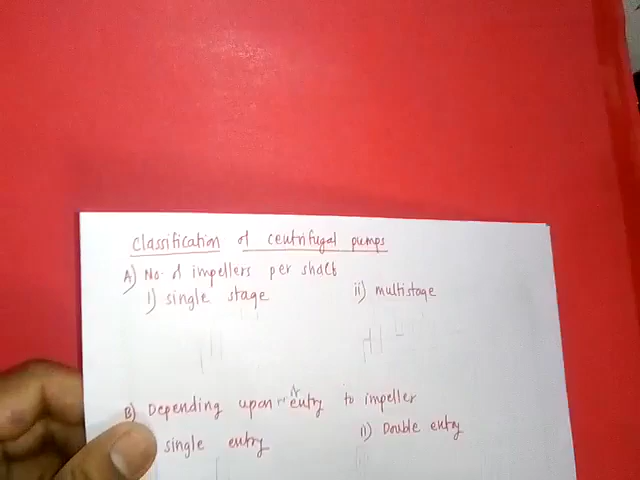 Classification of centrifugal pumps
A) No. of impellers per shaft
i) single stage ii) multistage
B) Depending upon entry to impeller
single entry ii) Double entry